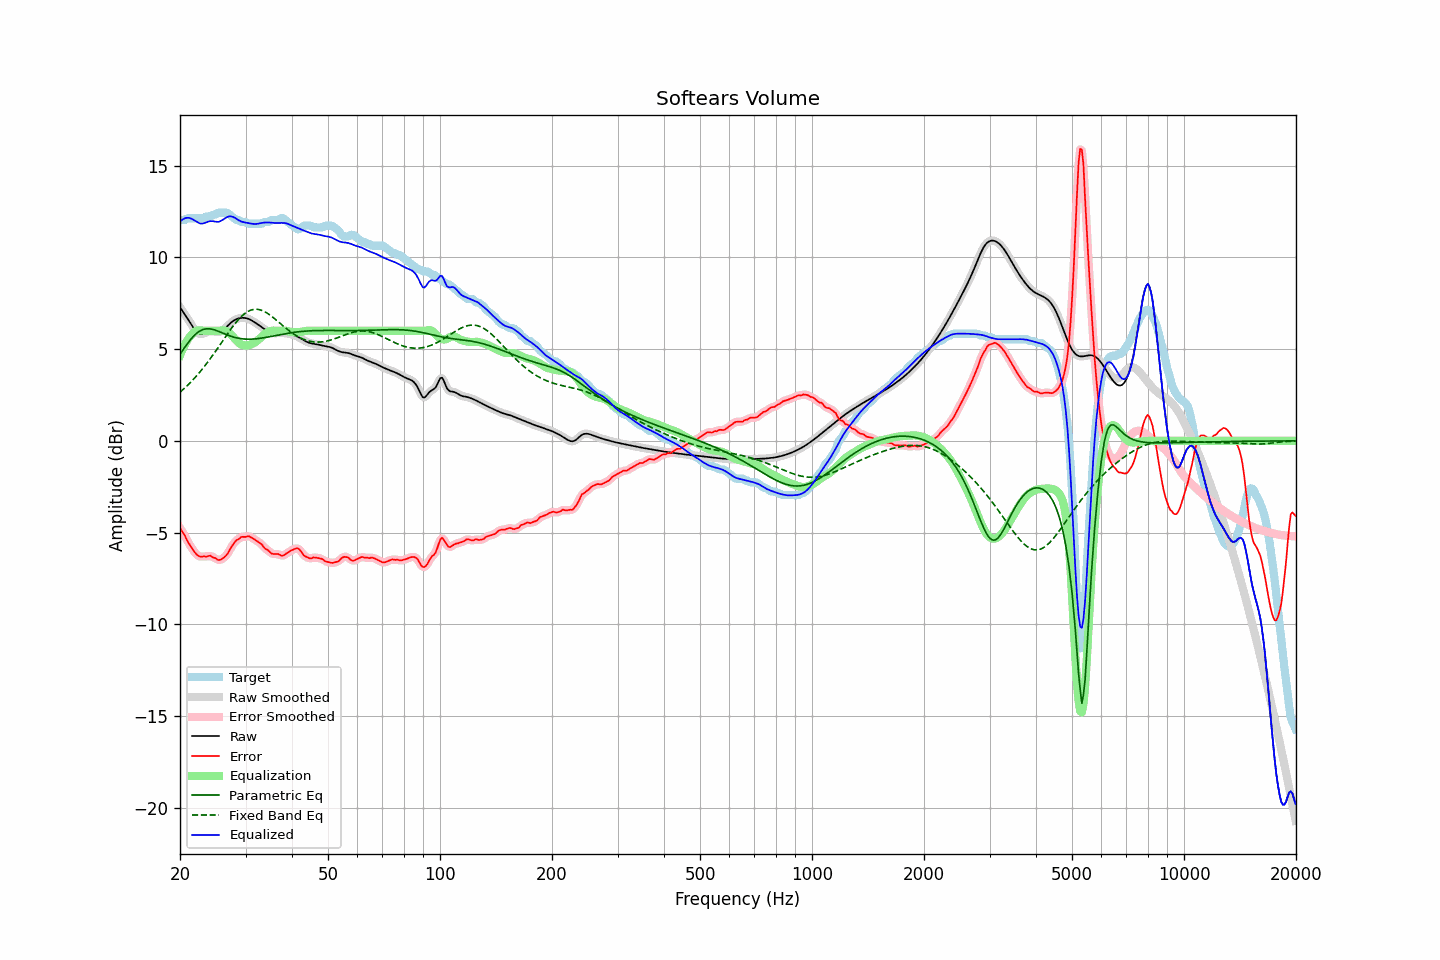 Softears Volume
Amplitude (dBr)
15
10
5
0
−5
−10
−15
−20
Target
Raw Smoothed
Error Smoothed
Raw
Error
Equalization
Parametric Eq
Fixed Band Eq
Equalized
20 50 100 200 500 1000 2000 5000 10000 20000
Frequency (Hz)